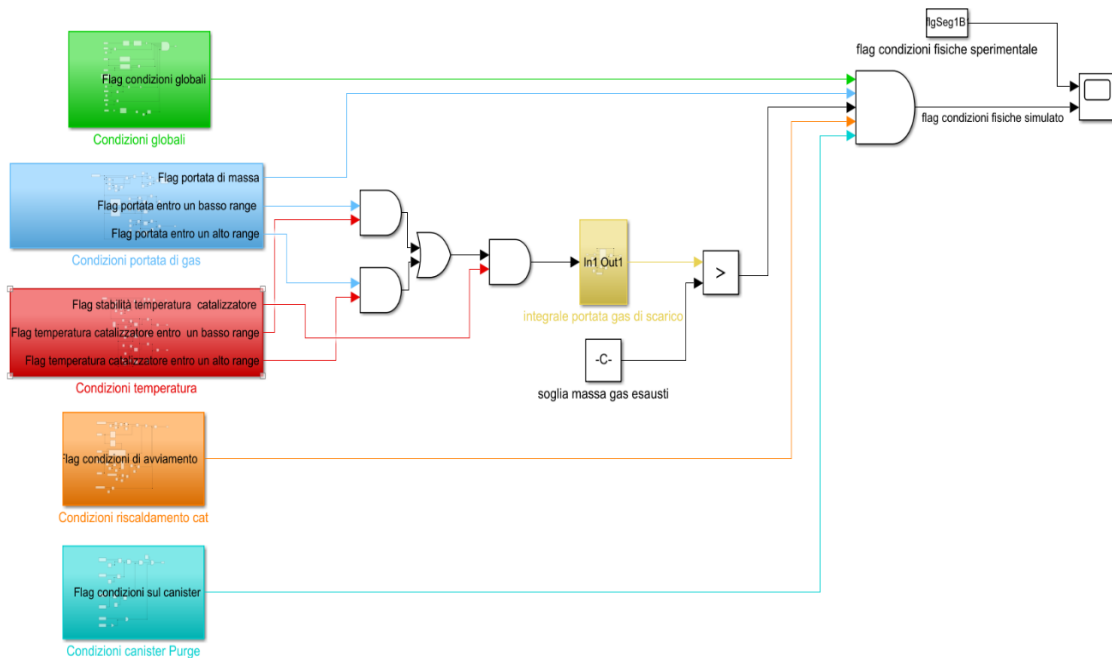 Flag condizioni globali
Condizioni globali
flgSeg1B1
flag condizioni fisiche sperimentale
flag condizioni fisiche simulato
Flag portata di massa
Flag portata entro un basso range
Flag portata entro un alto range
Condizioni portata di gas
Flag stabilità temperatura catalizzatore
Flag temperatura catalizzatore entro un basso range
Flag temperatura catalizzatore entro un alto range
Condizioni temperatura
In1 Out1
integrale portata gas di scarico
>
-C-
soglia massa gas esausti
Flag condizioni di avviamento
Condizioni riscaldamento cat
Flag condizioni sul canister
Condizioni canister Purge